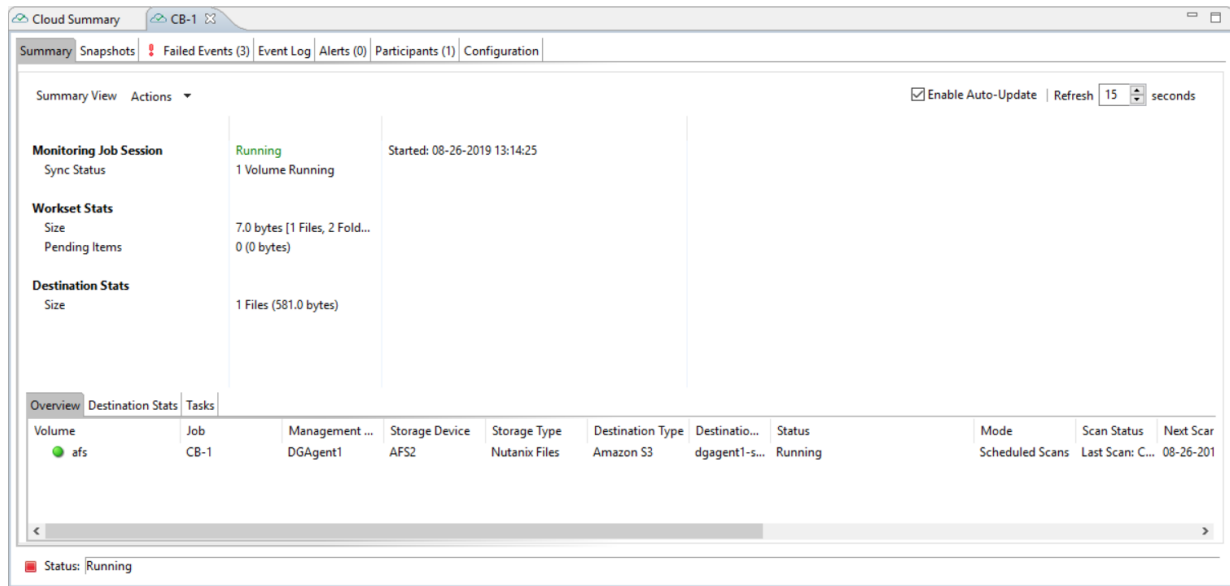 Cloud Summary CB-1
Summary Snapshots Failed Events (3) Event Log Alerts (0) Participants (1) Configuration
Summary View Actions Enable Auto-Update | Refresh 15 seconds
Monitoring Job Session Running Started: 08-26-2019 13:14:25
Sync Status 1 Volume Running
Workset Stats
Size 7.0 bytes [1 Files, 2 Fold...
Pending Items 0 (0 bytes)
Destination Stats
Size 1 Files (581.0 bytes)
Overview Destination Stats Tasks
Volume Job Management ... Storage Device Storage Type Destination Type Destinatio... Status Mode Scan Status Next Scar
afs CB-1 DGAgent1 AFS2 Nutanix Files Amazon S3 dgagent1-s... Running Scheduled Scans Last Scan: C... 08-26-201
Status: Running